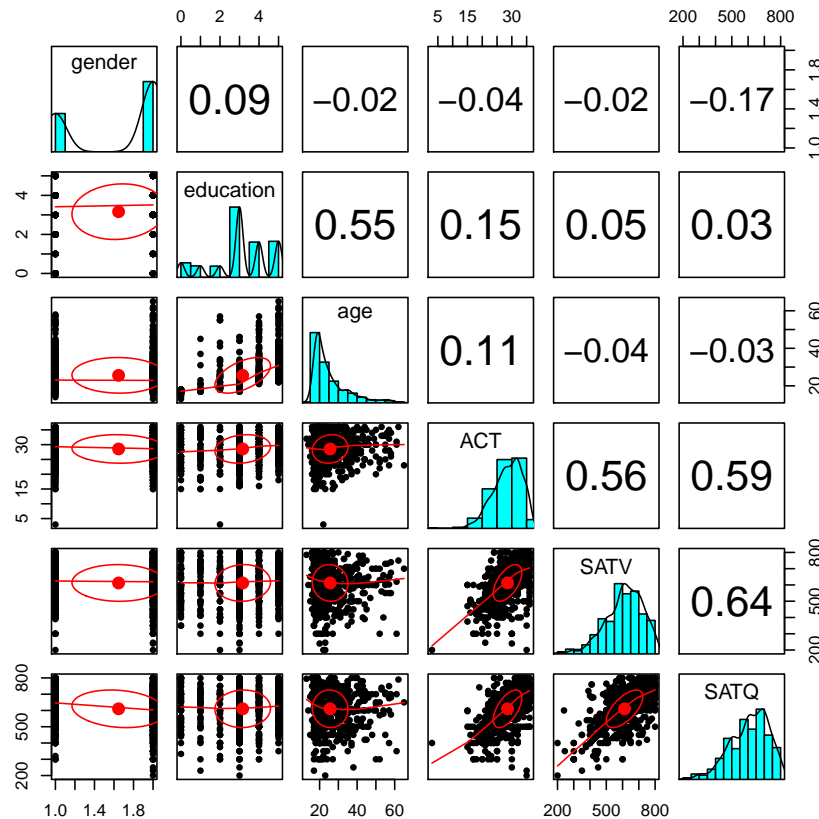 0 2 4 5 15 30 200 500 800
gender 0.09 −0.02 −0.04 −0.02 −0.17 1.0 1.4 1.8
0 2 4 education 0.55 0.15 0.05 0.03
age 0.11 −0.04 −0.03 20 40 60
5 15 30 ACT 0.56 0.59
SATV 0.64 200 500 800
200 500 800 SATQ
1.0 1.4 1.8 20 40 60 200 500 800